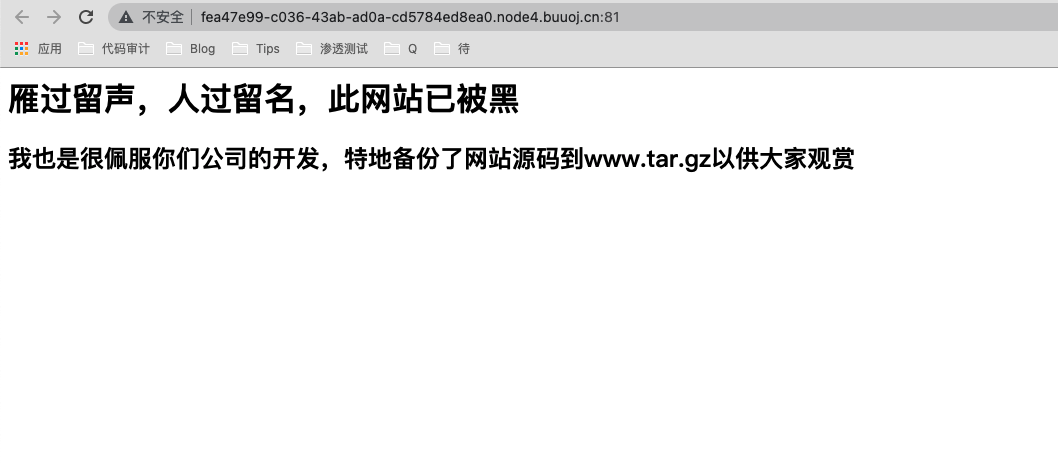 不安全 fea47e99-c036-43ab-ad0a-cd5784ed8ea0.node4.buuoj.cn:81
应用 代码审计 Blog Tips 渗透测试 Q 待
雁过留声，人过留名，此网站已被黑
我也是很佩服你们公司的开发，特地备份了网站源码到www.tar.gz以供大家观赏